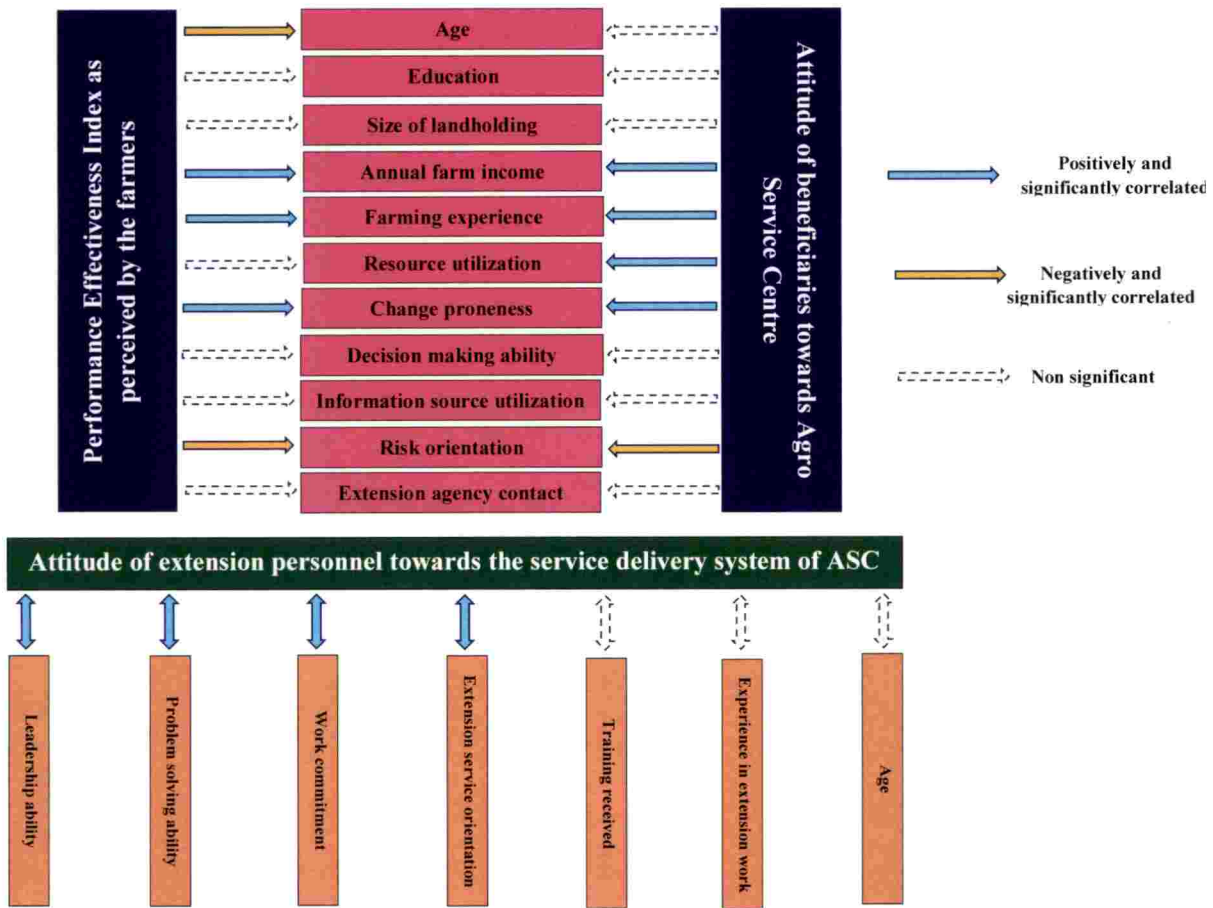 Performance Effectiveness Index as
perceived by the farmers
Age
Education
Size of landholding
Annual farm income
Farming experience
Resource utilization
Change proneness
Decision making ability
Information source utilization
Risk orientation
Extension agency contact
Attitude of beneficiaries towards Agro
Service Centre
Positively and
significantly correlated
Negatively and
significantly correlated
Non significant
Attitude of extension personnel towards the service delivery system of ASC
Leadership ability
Problem solving ability
Work commitment
Extension service orientation
Training received
Experience in extension work
Age